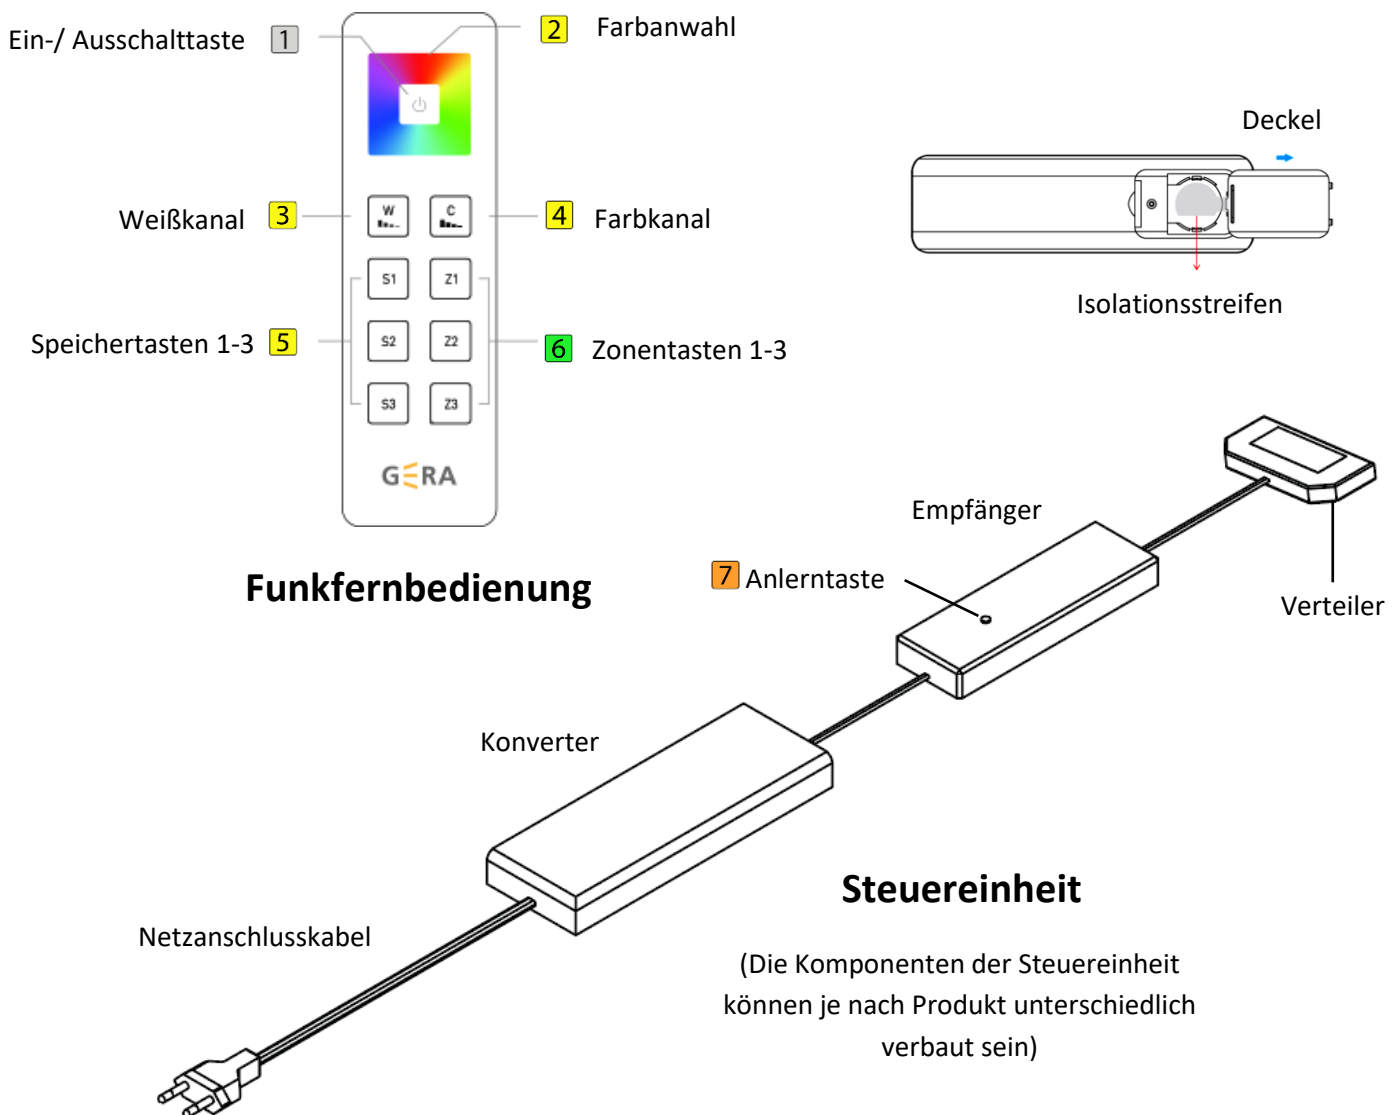 Ein-/ Ausschalttaste 1
2 Farbanwahl
Weißkanal 3
W
C
4 Farbkanal
S1
Z1
Speichertasten 1-3 5
S2
Z2
6 Zonentasten 1-3
S3
Z3
GERA
Funkfernbedienung
Deckel
Isolationsstreifen
Empfänger
7 Anlerntaste
Verteiler
Konverter
Netzanschlusskabel
Steuereinheit
(Die Komponenten der Steuereinheit
können je nach Produkt unterschiedlich
verbaut sein)